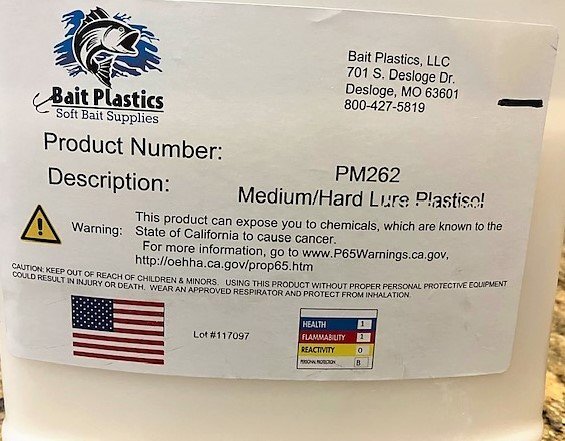 Bait Plastics
Soft Bait Supplies
Bait Plastics, LLC
701 S. Desloge Dr.
Desloge, MO 63601
800-427-5819
Product Number:
PM262
Description:
Medium/Hard Lure Plastisol
Warning:
This product can expose you to chemicals, which are known to the
State of California to cause cancer.
For more information, go to www.P65Warnings.ca.gov,
http://oehha.ca.gov/prop65.htm
CAUTION: KEEP OUT OF REACH OF CHILDREN & MINORS. USING THIS PRODUCT WITHOUT PROPER PERSONAL PROTECTIVE EQUIPMENT
COULD RESULT IN INJURY OR DEATH. WEAR AN APPROVED RESPIRATOR AND PROTECT FROM INHALATION.
Lot #117097
HEALTH 1
FLAMMABILITY 1
REACTIVITY 0
PERSONAL PROTECTION B